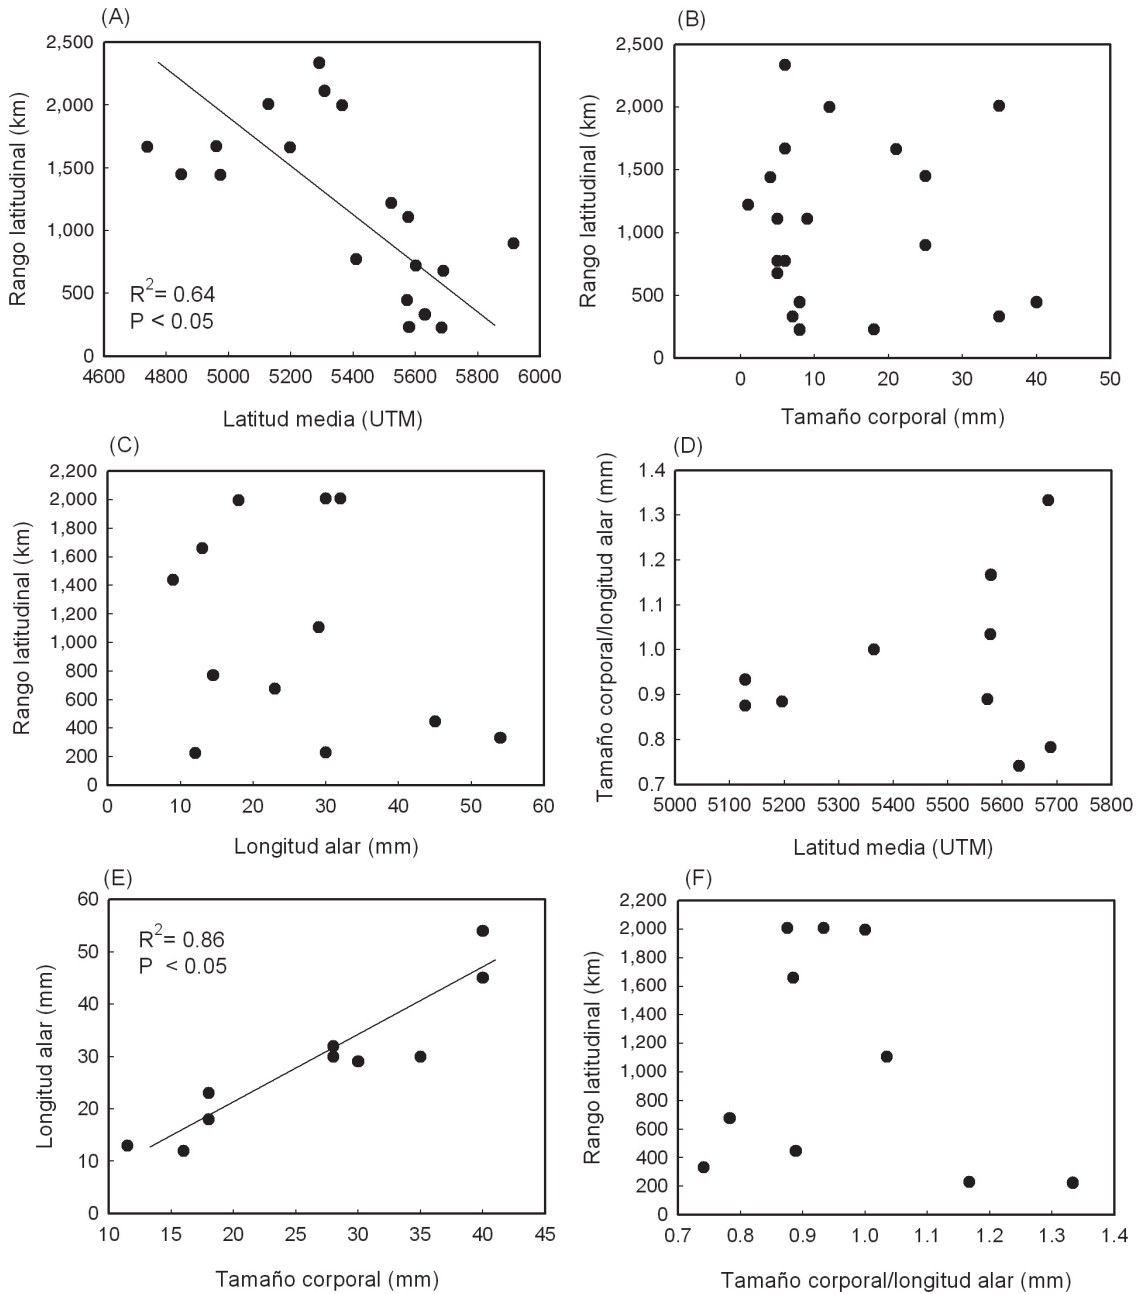 (A)
2,500
2,000
1,500
1,000
500
0
Rango latitudinal (km)
R2= 0.64
P < 0.05
4600 4800 5000 5200 5400 5600 5800 6000
Latitud media (UTM)
(B)
2,500
2,000
1,500
1,000
500
0
Rango latitudinal (km)
0 10 20 30 40 50
Tamaño corporal (mm)
(C)
2,200
2,000
1,800
1,600
1,400
1,200
1,000
800
600
400
200
0
Rango latitudinal (km)
0 10 20 30 40 50 60
Longitud alar (mm)
(D)
1.4
1.3
1.2
1.1
1.0
0.9
0.8
0.7
Tamaño corporal/longitud alar (mm)
5000 5100 5200 5300 5400 5500 5600 5700 5800
Latitud media (UTM)
(E)
60
50
40
30
20
10
0
Longitud alar (mm)
R2= 0.86
P < 0.05
10 15 20 25 30 35 40 45
Tamaño corporal (mm)
(F)
2,200
2,000
1,800
1,600
1,400
1,200
1,000
800
600
400
200
0
Rango latitudinal (km)
0.7 0.8 0.9 1.0 1.1 1.2 1.3 1.4
Tamaño corporal/longitud alar (mm)